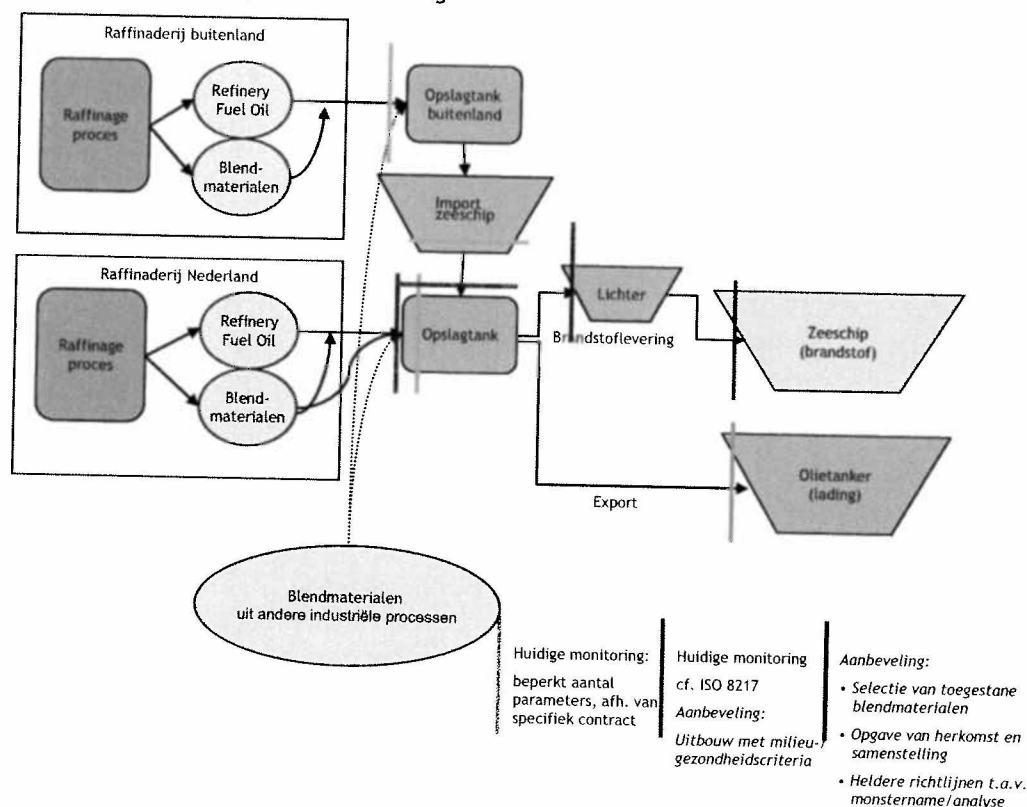 Raffinaderij buitenland
Raffinage
proces
Refinery
Fuel Oil
Blend-
materialen
Opslagtank
buitenland
Import
zeeschip
Raffinaderij Nederland
Raffinage
proces
Refinery
Fuel Oil
Blend-
materialen
Opslagtank
Lichter
Brandstoflevering
Zeeschip
(brandstof)
Olietanker
(lading)
Export
Blendmaterialen
uit andere industriële processen
Huidige monitoring:
beperkt aantal
parameters, afh. van
specifiek contract
Huidige monitoring
cf. ISO 8217
Aanbeveling:
Uitbouw met milieu-/
gezondheidscriteria
Aanbeveling:
• Selectie van toegestane
blendmaterialen
• Opgave van herkomst en
samenstelling
• Heldere richtlijnen t.a.v.
monstername/analyse